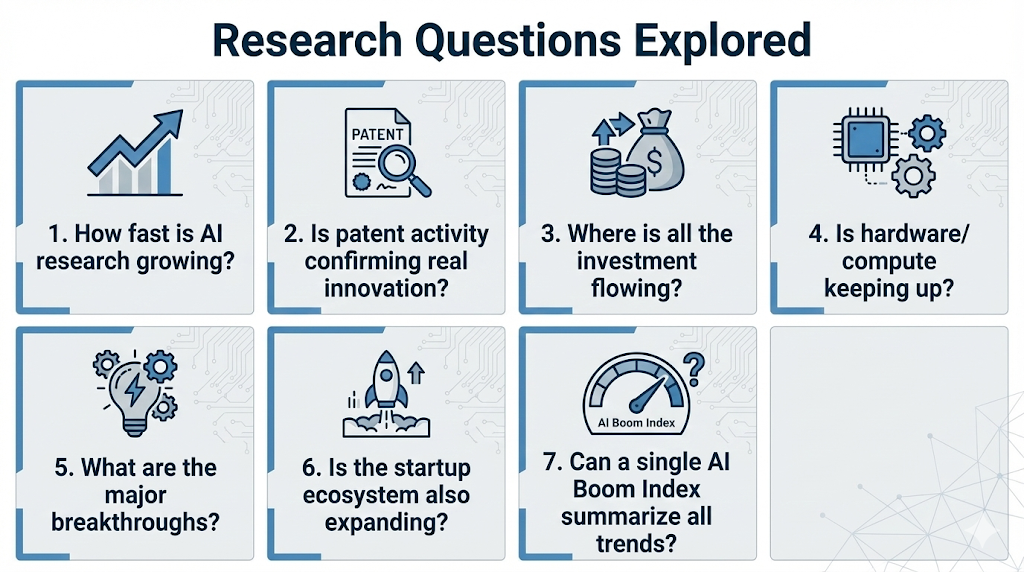 Research Questions Explored
PATENT
$
1. How fast is AI
research growing?
2. Is patent activity
confirming real
innovation?
3. Where is all the
investment
flowing?
4. Is hardware/
compute
keeping up?
?
AI Boom Index
5. What are the
major
breakthroughs?
6. Is the startup
ecosystem also
expanding?
7. Can a single AI
Boom Index
summarize all
trends?